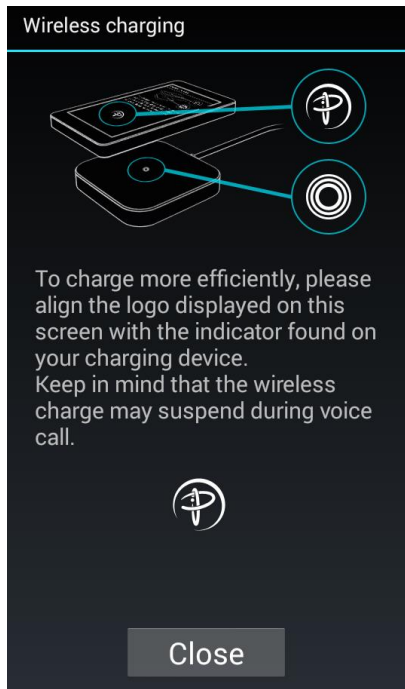 Wireless charging
To charge more efficiently, please
align the logo displayed on this
screen with the indicator found on
your charging device.
Keep in mind that the wireless
charge may suspend during voice
call.
Close